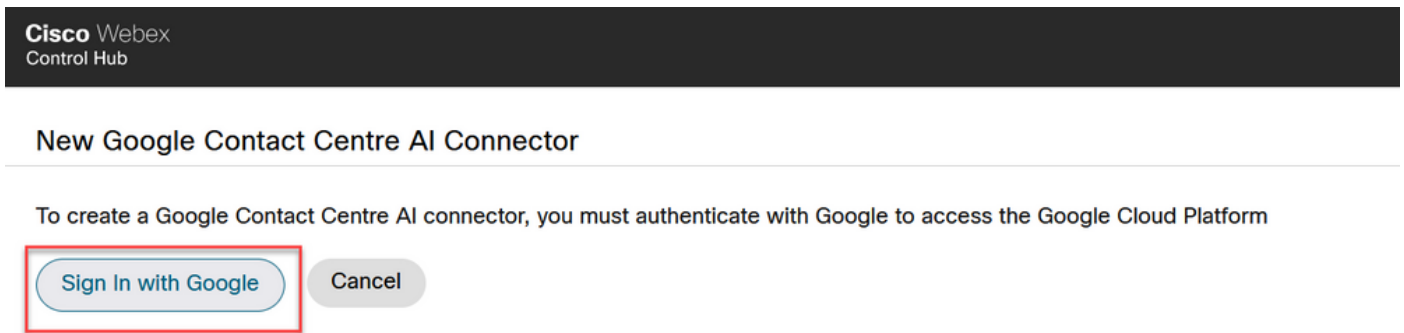 Cisco Webex
Control Hub
New Google Contact Centre AI Connector
To create a Google Contact Centre AI connector, you must authenticate with Google to access the Google Cloud Platform
Sign In with Google Cancel